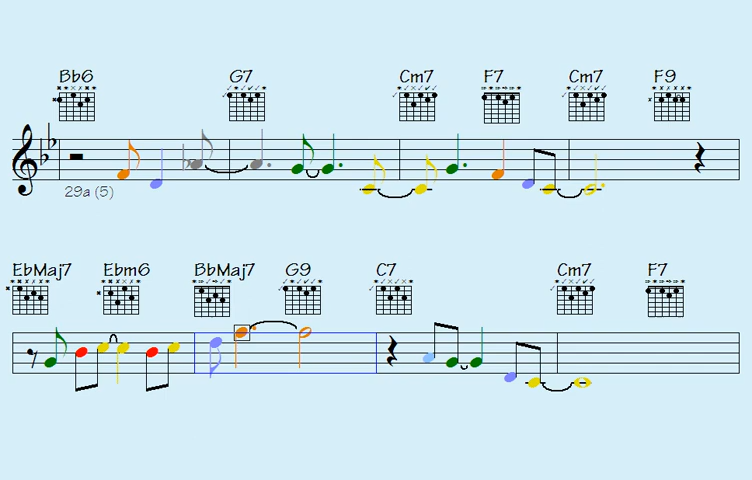 Bb6 G7 Cm7 F7 Cm7 F9
29a (5)
EbMaj7 Ebm6 BbMaj7 G9 C7 Cm7 F7